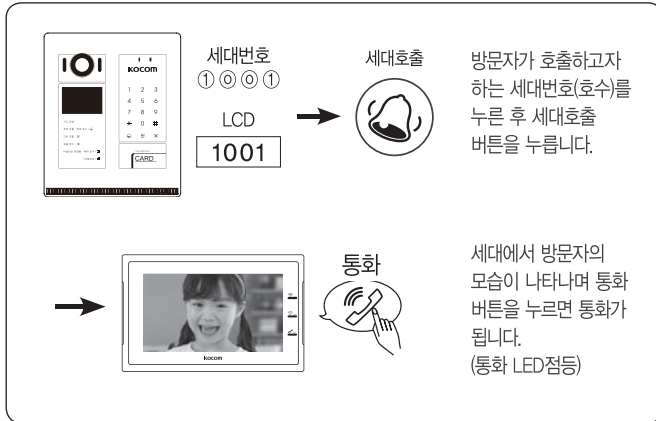 세대번호
① ⓪ ⓪ ①
LCD
1001
kocom
1 2 3
4 5 6
7 8 9
* 0 #
CARD
세대호출
방문자가 호출하고자
하는 세대번호(호수)를
누른 후 세대호출
버튼을 누릅니다.
kocom
통화
세대에서 방문자의
모습이 나타나며 통화
버튼을 누르면 통화가
됩니다.
(통화 LED점등)